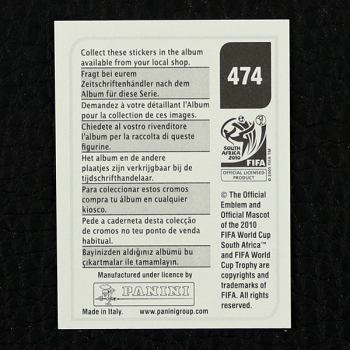 Collect these stickers in the album
available from your local shop.
Fragt bei eurem
Zeitschriftenhändler nach dem
Album für diese Serie.
Demandez à votre détaillant l'Album
pour la collection de ces images.
Chiedete al vostro rivenditore
l'album per la raccolta di queste
figurine.
Het album en de andere
plaatjes zijn verkrijgbaar bij de
tijdschrifthandelaar.
Para coleccionar estos cromos
compra tu álbum en cualquier
kiosco.
Pede a caderneta desta colecção
de cromos no teu ponto de venda
habitual.
Bayinizden aldığınız albümü bu
çıkartmalar ile tamamlayın.
Manufactured under licence by
PANINI
Made in Italy. www.paninigroup.com
474
SOUTH AFRICA
2010
FIFA
OFFICIAL LICENSED
PRODUCT
© 2005 FIFA TM
© The Official
Emblem and
Official Mascot
of the 2010
FIFA World Cup
South Africa™
and FIFA World
Cup Trophy are
copyrights and
trademarks of
FIFA. All rights
reserved.